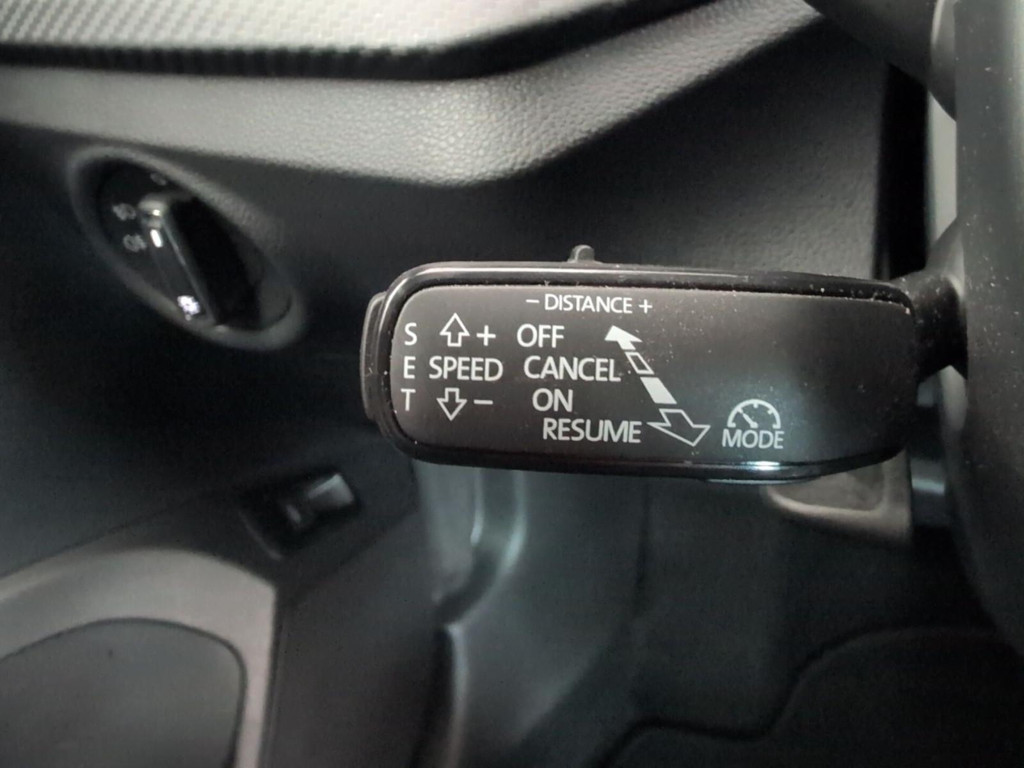 - DISTANCE +
S + OFF
E SPEED CANCEL
T - ON
RESUME
MODE